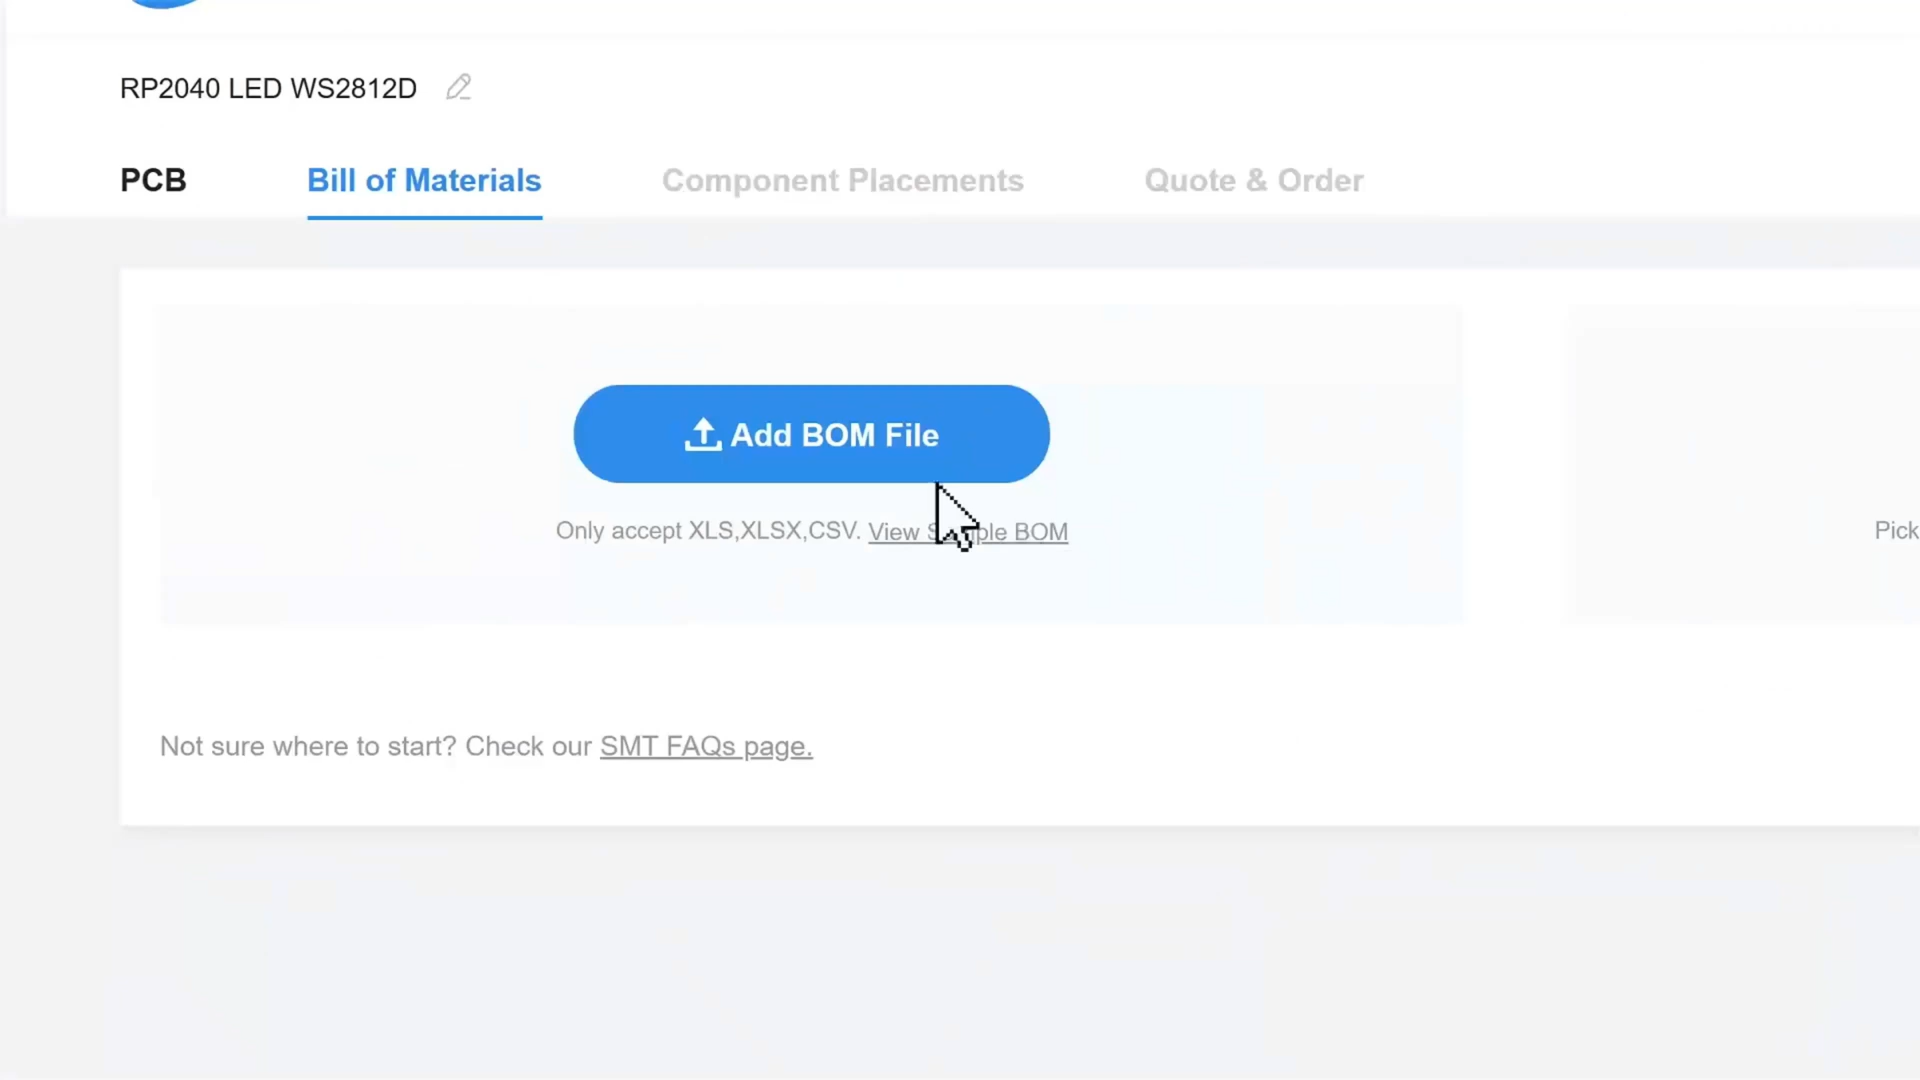 RP2040 LED WS2812D
PCB Bill of Materials Component Placements Quote & Order
Add BOM File
Only accept XLS,XLSX,CSV. View Sample BOM
Pick
Not sure where to start? Check our SMT FAQs page.